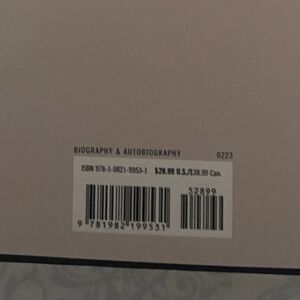 BIOGRAPHY & AUTOBIOGRAPHY 0223
ISBN 978-1-9821-9953-1 $28.99 U.S./$38.99 Can.
52899
9 781982 199531